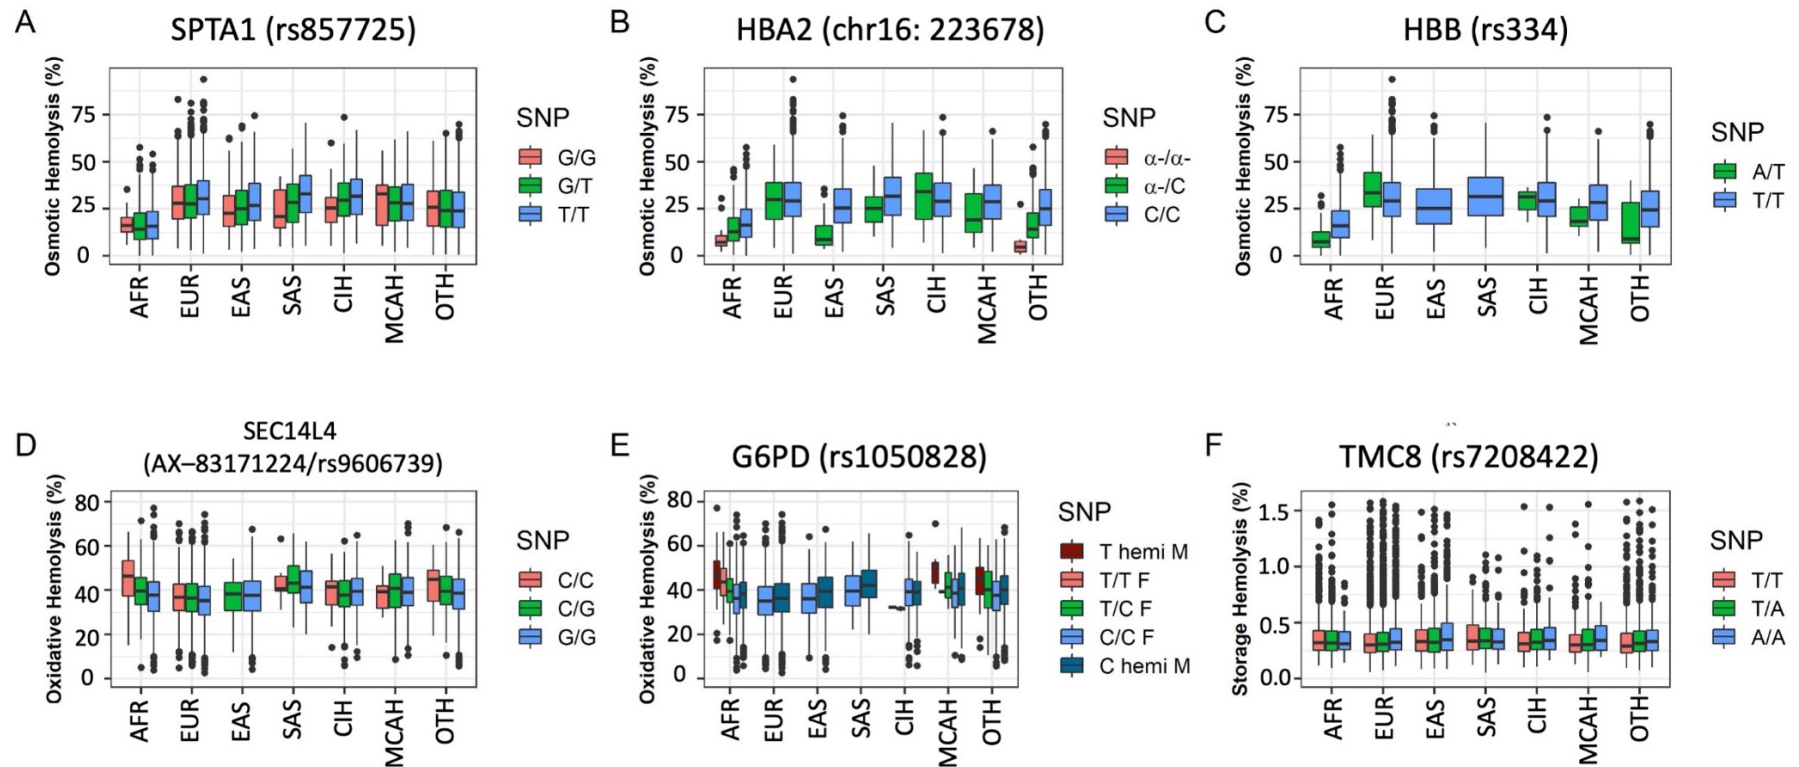 A
SPTA1 (rs857725)
Osmotic Hemolysis (%)
75
50
25
0
AFR
EUR
EAS
SAS
CIH
MCAH
OTH
SNP
G/G
G/T
T/T
B
HBA2 (chr16: 223678)
Osmotic Hemolysis (%)
75
50
25
0
AFR
EUR
EAS
SAS
CIH
MCAH
OTH
SNP
α-/α-
α-/C
C/C
C
HBB (rs334)
Osmotic Hemolysis (%)
75
50
25
0
AFR
EUR
EAS
SAS
CIH
MCAH
OTH
SNP
A/T
T/T
D
SEC14L4
(AX–83171224/rs9606739)
Oxidative Hemolysis (%)
80
60
40
20
0
AFR
EUR
EAS
SAS
CIH
MCAH
OTH
SNP
C/C
C/G
G/G
E
G6PD (rs1050828)
Oxidative Hemolysis (%)
80
60
40
20
0
AFR
EUR
EAS
SAS
CIH
MCAH
OTH
SNP
T hemi M
T/T F
T/C F
C/C F
C hemi M
F
TMC8 (rs7208422)
Storage Hemolysis (%)
1.5
1.0
0.5
0.0
AFR
EUR
EAS
SAS
CIH
MCAH
OTH
SNP
T/T
T/A
A/A